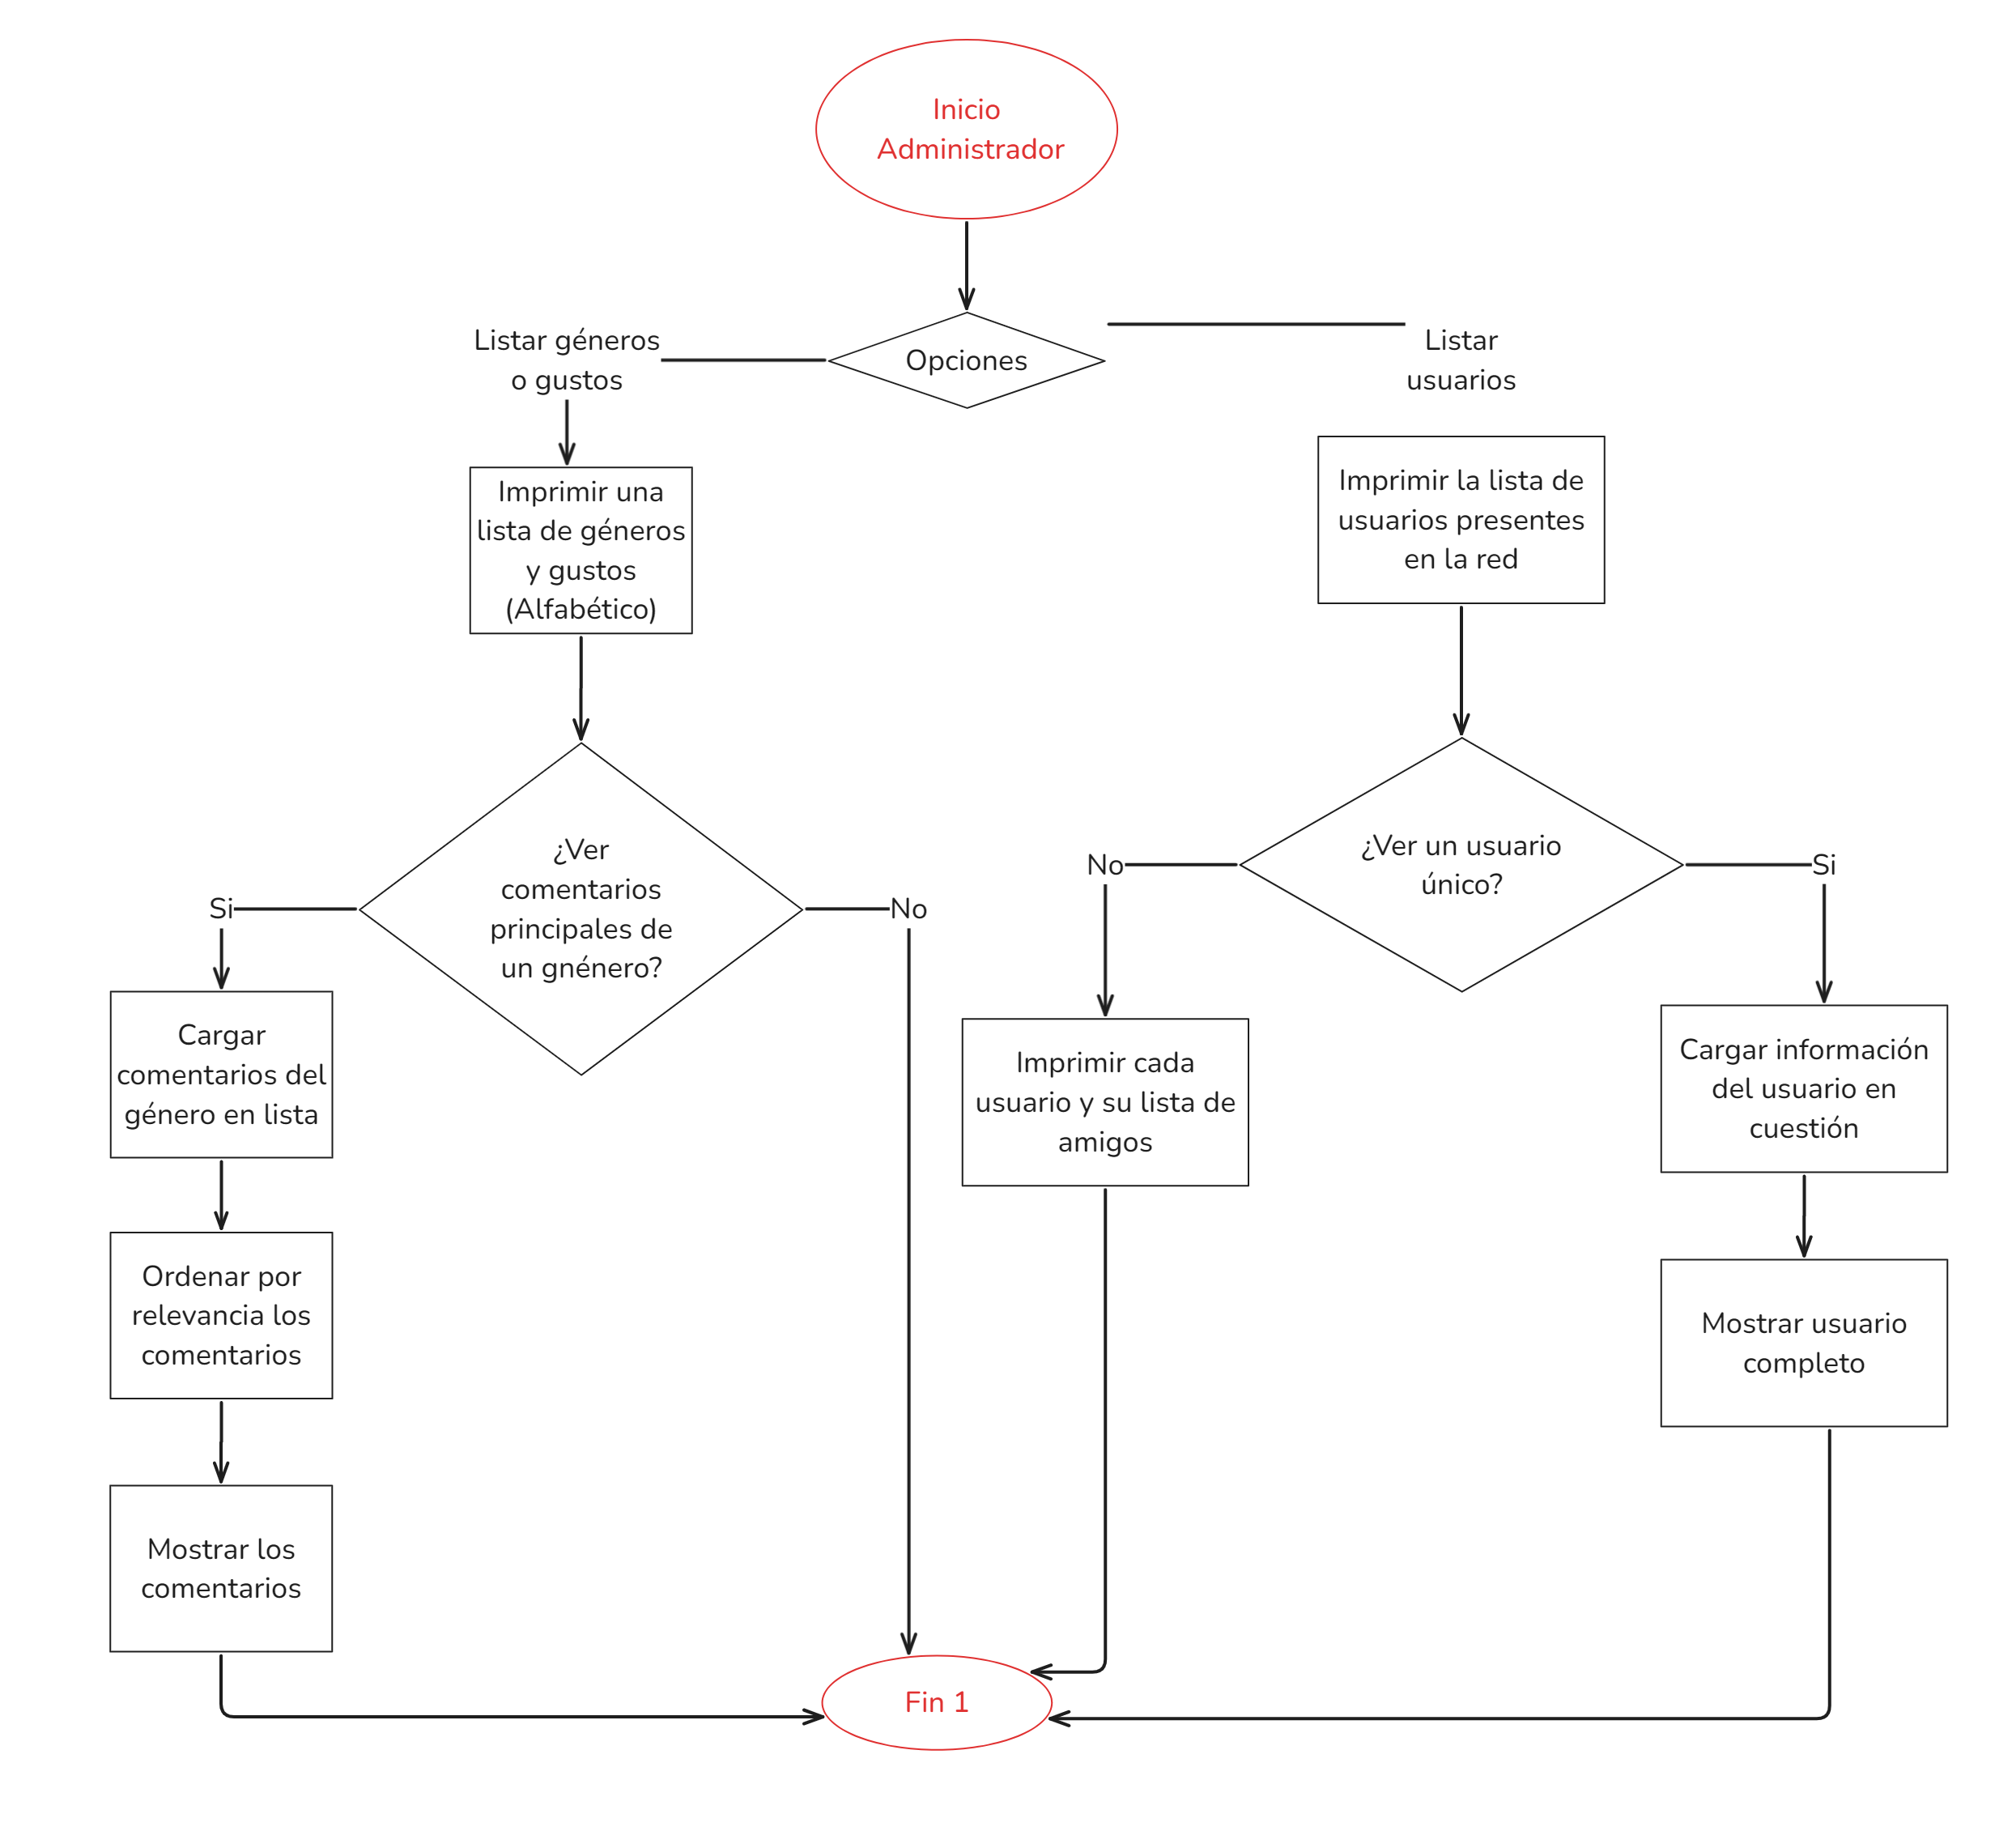 Inicio
Administrador
Opciones
Listar géneros
o gustos
Listar
usuarios
Imprimir una
lista de géneros
y gustos
(Alfabético)
Imprimir la lista de
usuarios presentes
en la red
¿Ver
comentarios
principales de
un gnénero?
Si
No
¿Ver un usuario
único?
No
Si
Cargar
comentarios del
género en lista
Imprimir cada
usuario y su lista de
amigos
Cargar información
del usuario en
cuestión
Ordenar por
relevancia los
comentarios
Mostrar usuario
completo
Mostrar los
comentarios
Fin 1